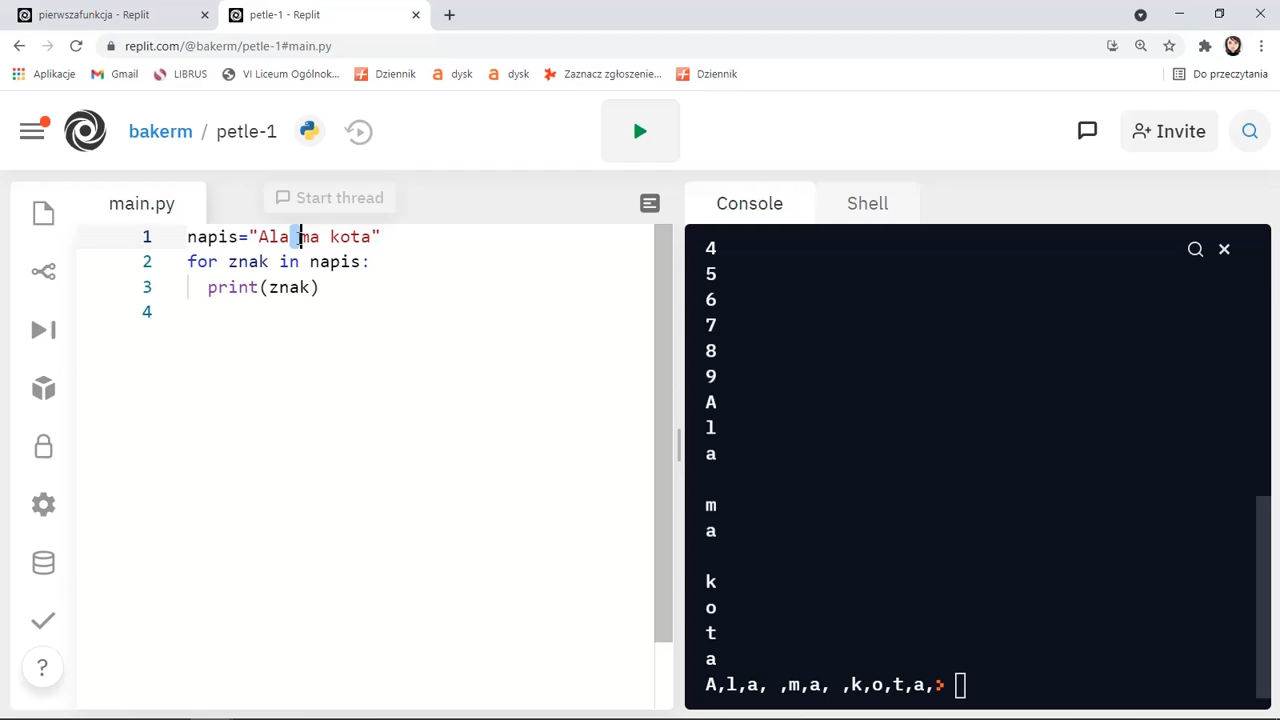 pierwszafunkcja - Replit
petle-1 - Replit
replit.com/@bakerm/petle-1#main.py
Aplikacje
Gmail
LIBRUS
VI Liceum Ogólnok...
Dziennik
dysk
dysk
Zaznacz zgłoszenie...
Dziennik
Do przeczytania
bakerm / petle-1
Invite
main.py
Start thread
Console
Shell
1 napis="Ala ma kota"
2 for znak in napis:
3 print(znak)
4
4
5
6
7
8
9
A
l
a
m
a
k
o
t
a
A,l,a, ,m,a, ,k,o,t,a,>
?